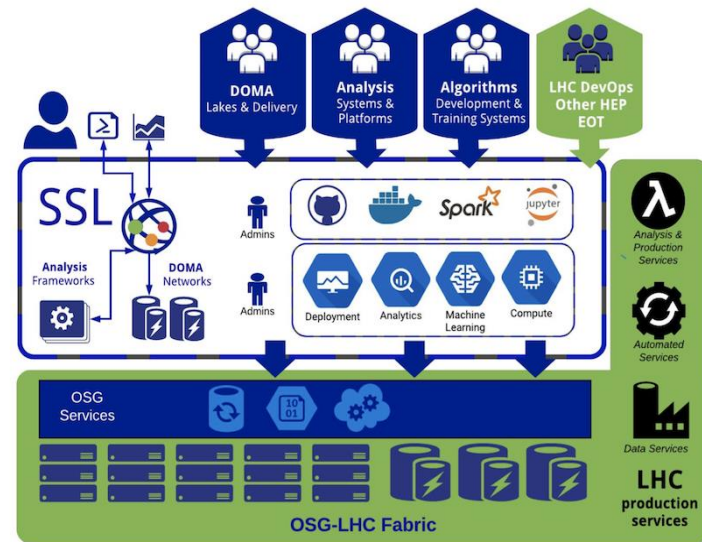 DOMA
Lakes & Delivery
Analysis
Systems &
Platforms
Algorithms
Development &
Training Systems
LHC DevOps
Other HEP
EOT
SSL
Analysis
Frameworks
DOMA
Networks
Admins
Spark
jupyter
Admins
Deployment
Analytics
Machine
Learning
Compute
λ
Analysis &
Production
Services
Automated
Services
Data Services
LHC
production
services
OSG
Services
10
01
OSG-LHC Fabric